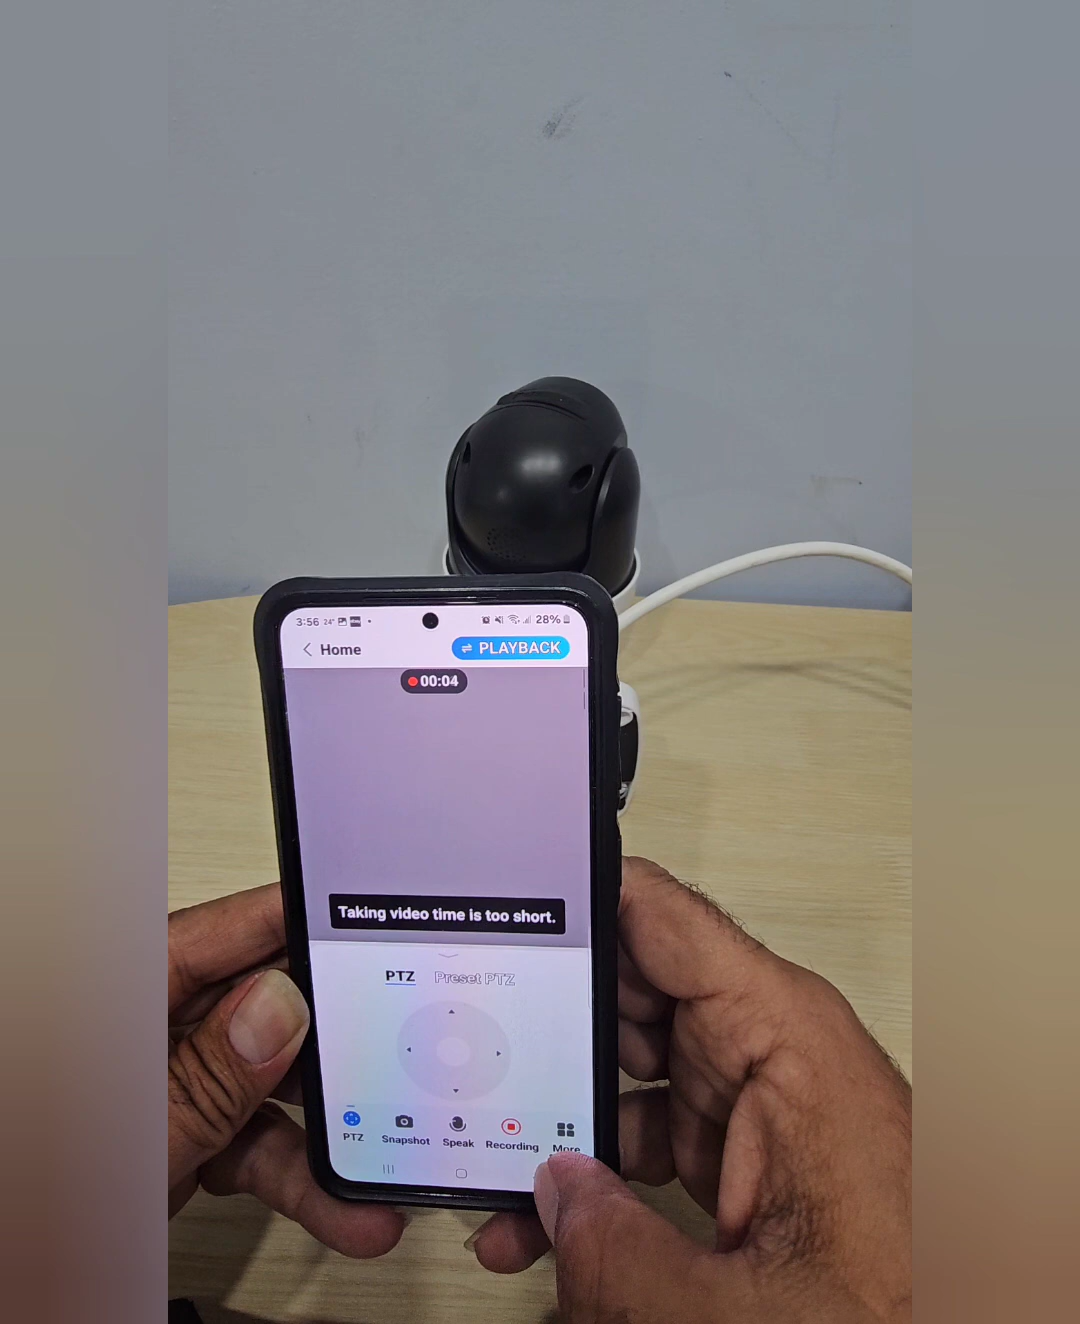 3:56 24° 28%
Home
PLAYBACK
00:04
Taking video time is too short.
PTZ Preset PTZ
PTZ Snapshot Speak Recording More